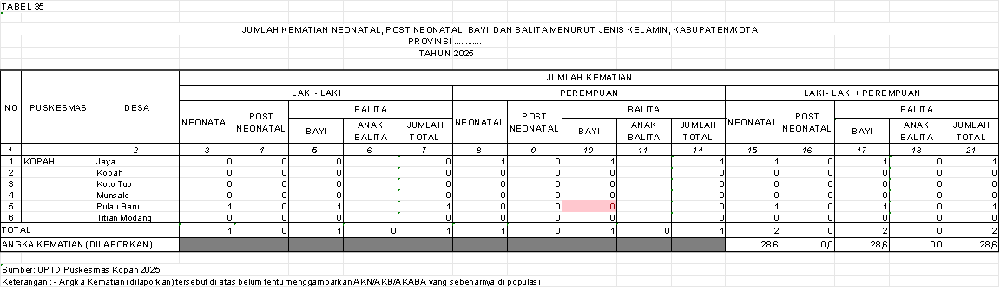 TABEL 35
JUMLAH KEMATIAN NEONATAL, POST NEONATAL, BAYI, DAN BALITA MENURUT JENIS KELAMIN, KABUPATEN/KOTA
PROVINSI ............
TAHUN 2025
NO PUSKESMAS DESA JUMLAH KEMATIAN
LAKI - LAKI PEREMPUAN LAKI - LAKI + PEREMPUAN
NEONATAL POST NEONATAL BALITA NEONATAL POST NEONATAL BALITA NEONATAL POST NEONATAL BALITA
BAYI ANAK BALITA JUMLAH TOTAL BAYI ANAK BALITA JUMLAH TOTAL BAYI ANAK BALITA JUMLAH TOTAL
1 2 3 4 5 6 7 8 9 10 11 14 15 16 17 18 21
1 KOPAH Jaya 0 0 0 0 1 0 1 1 1 0 1 0 1
2 Kopah 0 0 0 0 0 0 0 0 0 0 0 0 0
3 Koto Tuo 0 0 0 0 0 0 0 0 0 0 0 0 0
4 Munsalo 0 0 0 0 0 0 0 0 0 0 0 0 0
5 Pulau Baru 1 0 1 1 0 0 0 0 1 0 1 0 1
6 Titian Modang 0 0 0 0 0 0 0 0 0 0 0 0 0
TOTAL 1 0 1 0 1 1 0 1 0 1 2 0 2 0 2
ANGKA KEMATIAN (DILAPORKAN) 28,6 0,0 28,6 0,0 28,6
Sumber: UPTD Puskesmas Kopah 2025
Keterangan : - Angka Kematian (dilaporkan) tersebut di atas belum tentu menggambarkan AKN/AKB/AKABA yang sebenarnya di populasi